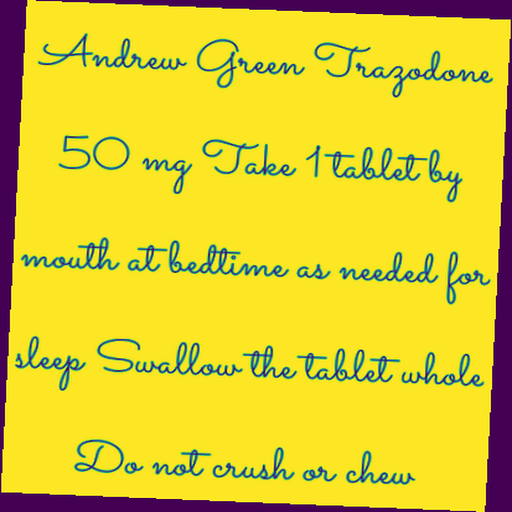 Andrew Green Trazodone
50 mg Take 1 tablet by
mouth at bedtime as needed for
sleep Swallow the tablet whole
Do not crush or chew